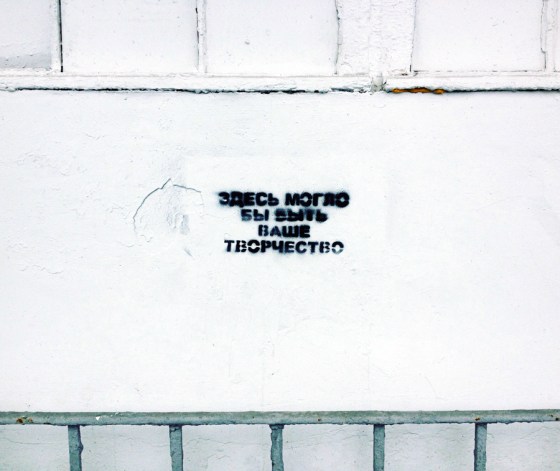 ЗДЕСЬ МОГЛО
БЫ БЫТЬ
ВАШЕ
ТВОРЧЕСТВО